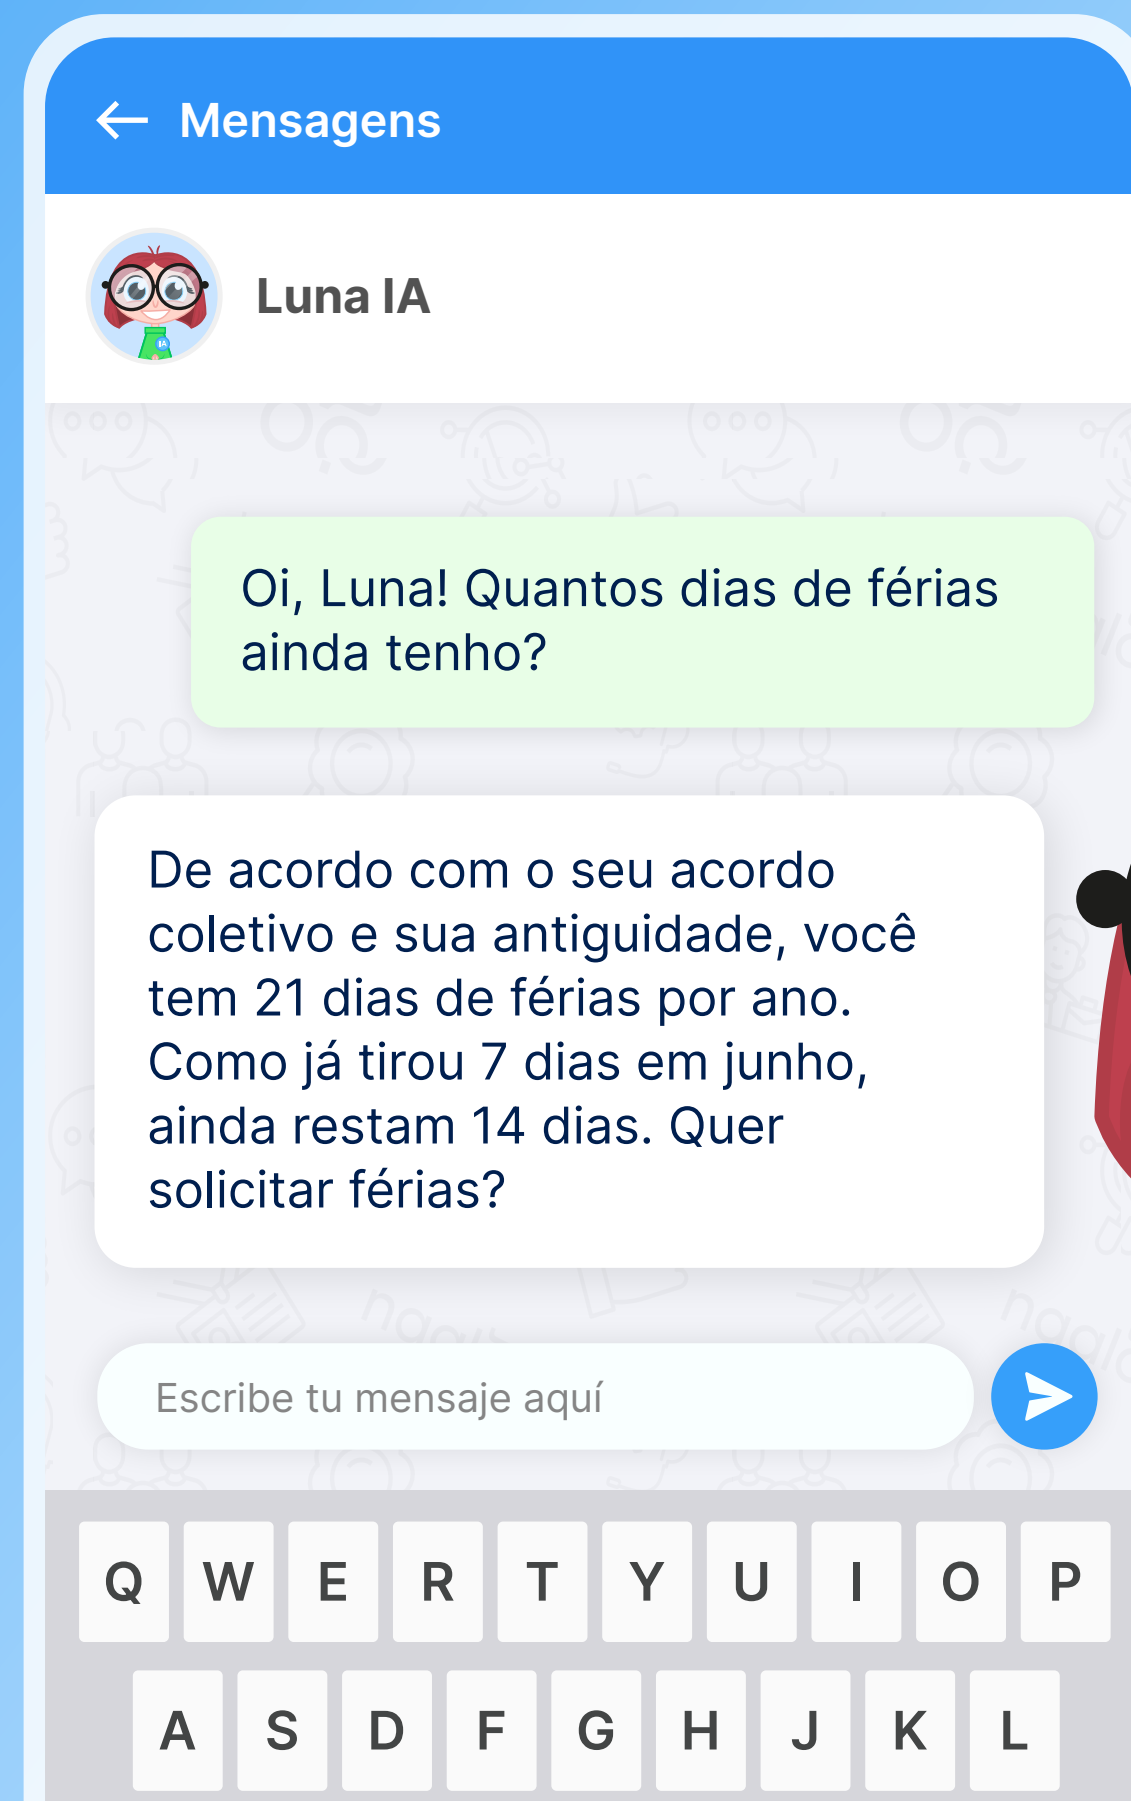 Mensagens
Luna IA
IA
Oi, Luna! Quantos dias de férias
ainda tenho?
De acordo com o seu acordo
coletivo e sua antiguidade, você
tem 21 dias de férias por ano.
Como já tirou 7 dias em junho,
ainda restam 14 dias. Quer
solicitar férias?
Escribe tu mensaje aquí
Q W E R T Y U I O P
A S D F G H J K L